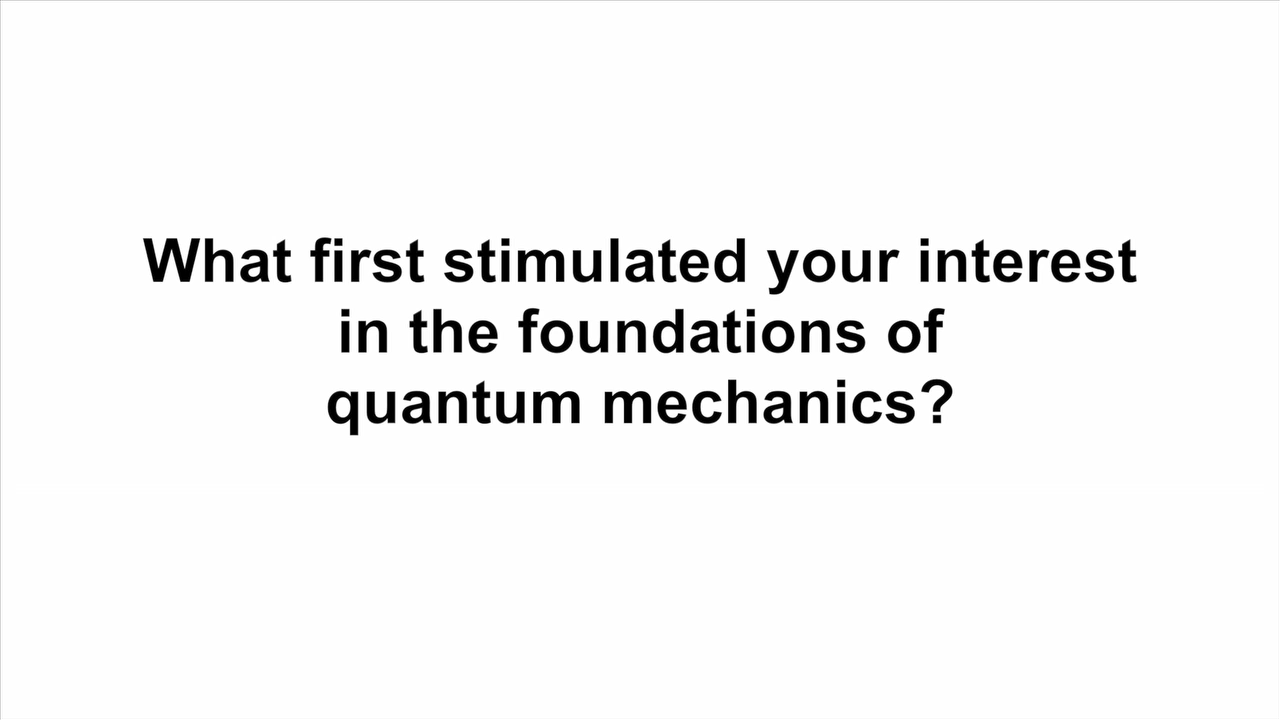 What first stimulated your interest
in the foundations of
quantum mechanics?